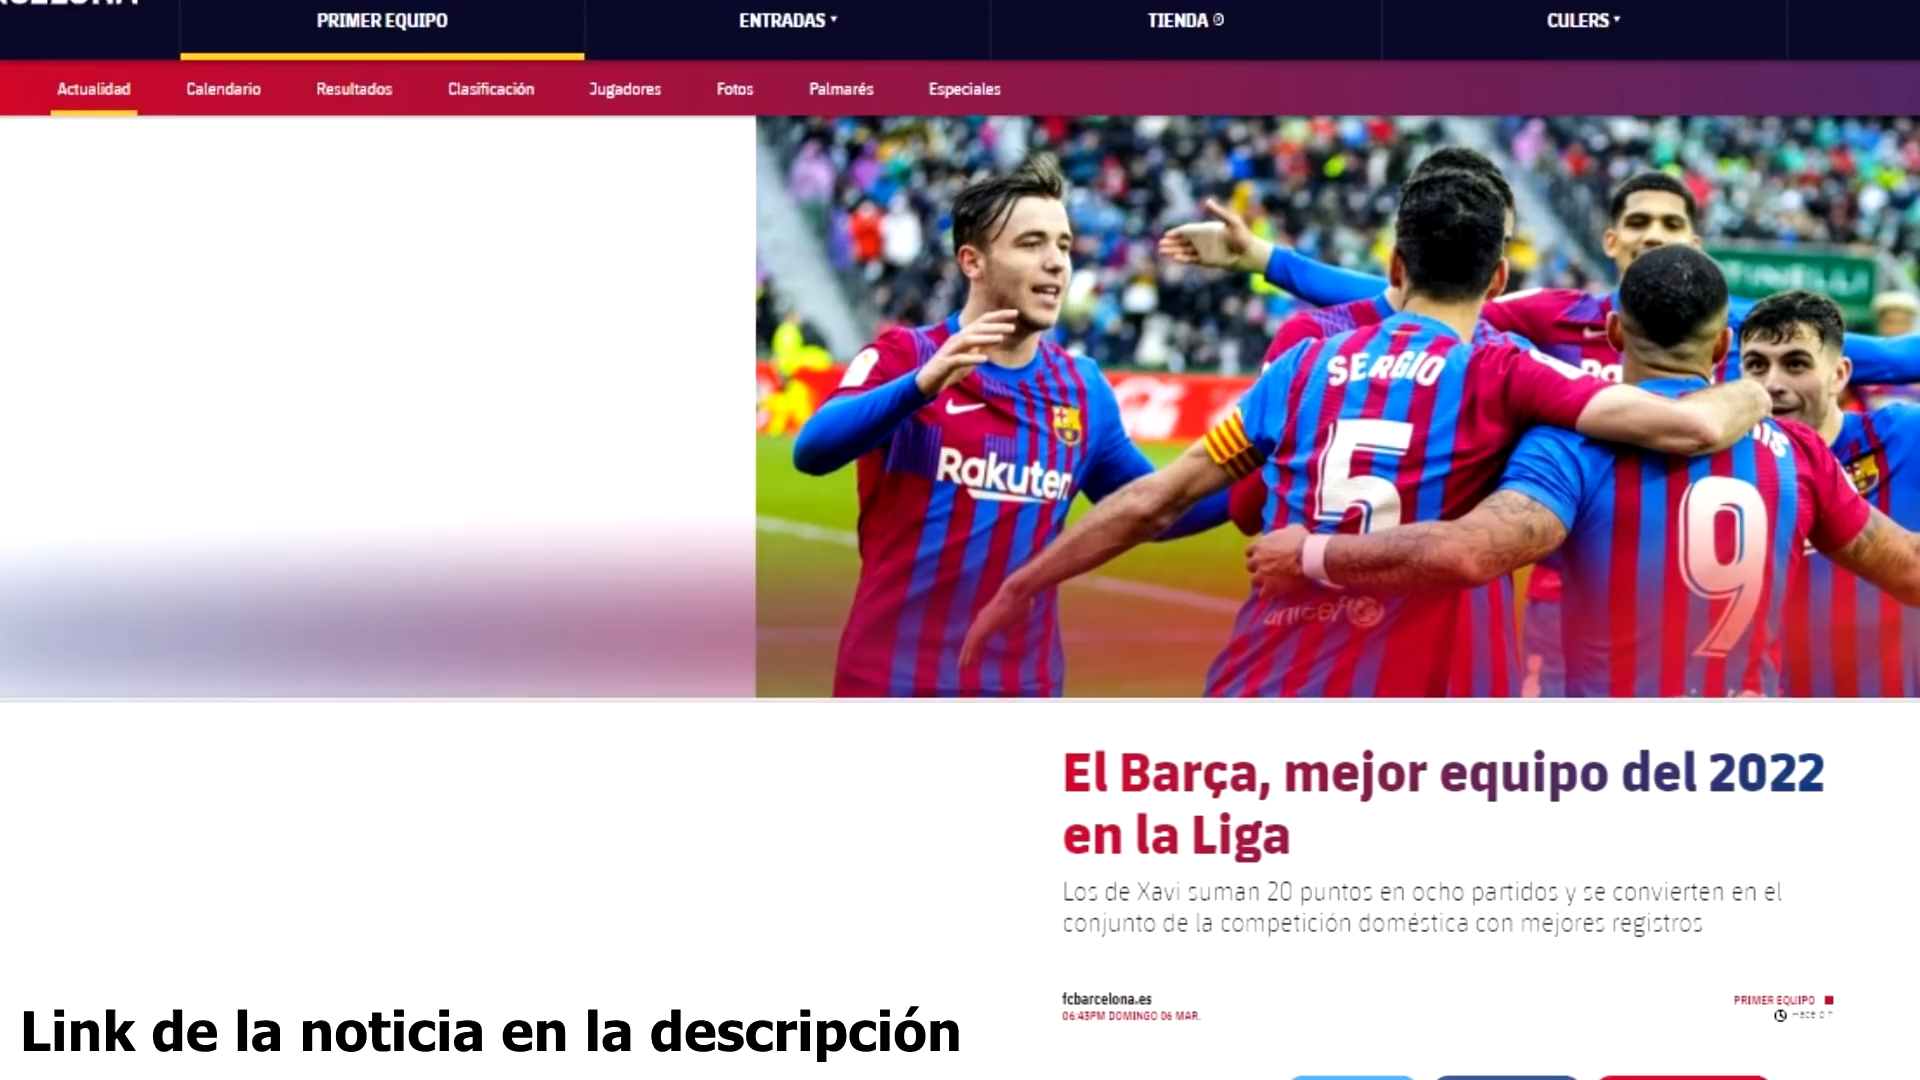 PRIMER EQUIPO
ENTRADAS
TIENDA
CULERS
Actualidad
Calendario
Resultados
Clasificación
Jugadores
Fotos
Palmarés
Especiales
Rakuten
SERGIO
5
unicef
9
El Barça, mejor equipo del 2022
en la Liga
Los de Xavi suman 20 puntos en ocho partidos y se convierten en el
conjunto de la competición doméstica con mejores registros
fcbarcelona.es
06:43PM DOMINGO 06 MAR.
PRIMER EQUIPO
Link de la noticia en la descripción